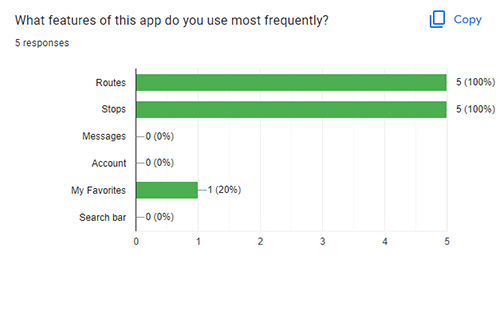 What features of this app do you use most frequently?
Copy
5 responses
Routes 5 (100%)
Stops 5 (100%)
Messages 0 (0%)
Account 0 (0%)
My Favorites 1 (20%)
Search bar 0 (0%)
0 1 2 3 4 5